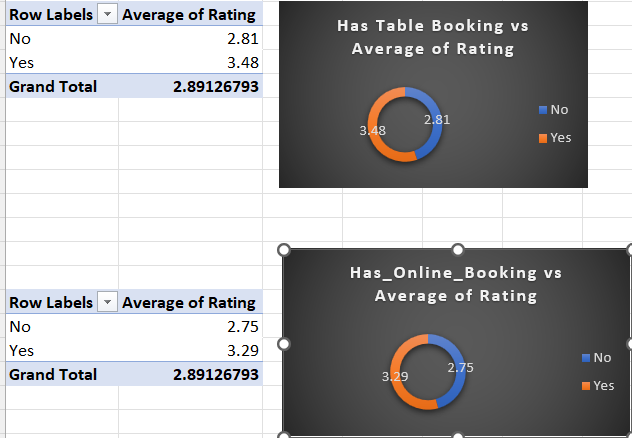 Row Labels Average of Rating
No 2.81
Yes 3.48
Grand Total 2.89126793
Has Table Booking vs
Average of Rating
2.81
3.48
No
Yes
Row Labels Average of Rating
No 2.75
Yes 3.29
Grand Total 2.89126793
Has_Online_Booking vs
Average of Rating
2.75
3.29
No
Yes